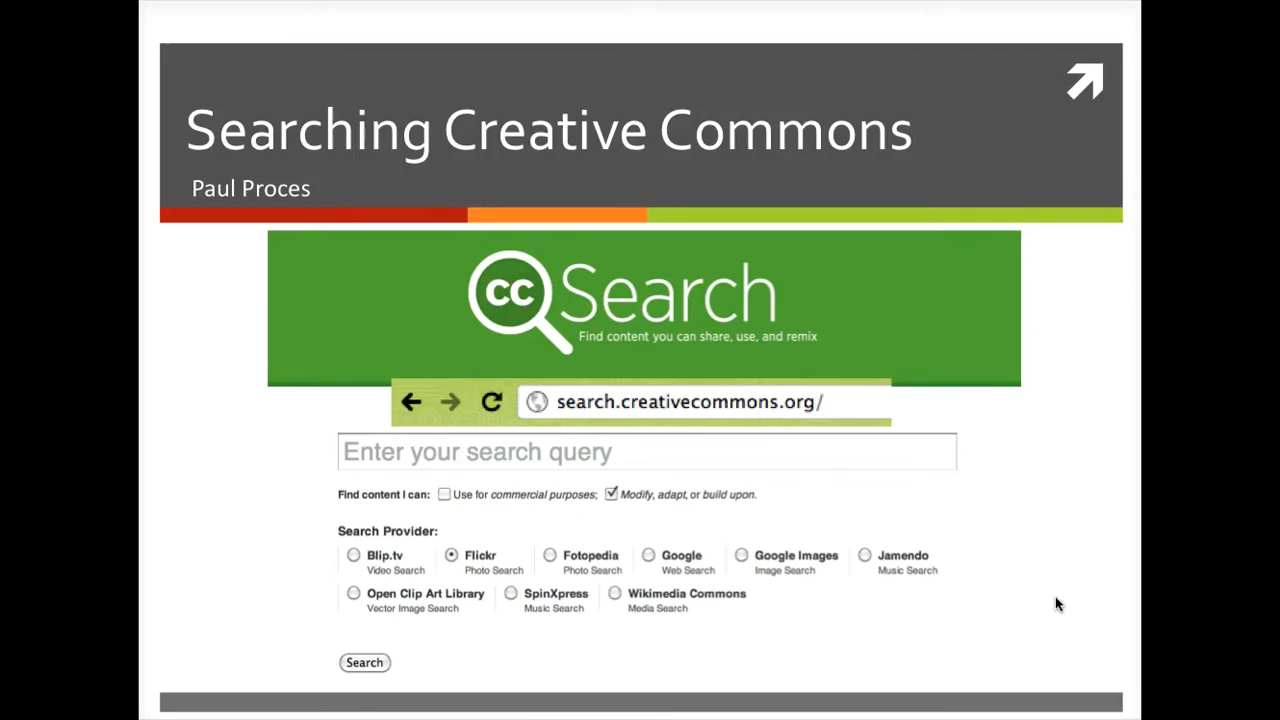 Searching Creative Commons
Paul Proces
cc Search
Find content you can share, use, and remix
search.creativecommons.org/
Enter your search query
Find content I can: Use for commercial purposes; Modify, adapt, or build upon.
Search Provider:
Blip.tv Flickr Fotopedia Google Google Images Jamendo
Video Search Photo Search Photo Search Web Search Image Search Music Search
Open Clip Art Library SpinXpress Wikimedia Commons
Vector Image Search Music Search Media Search
Search